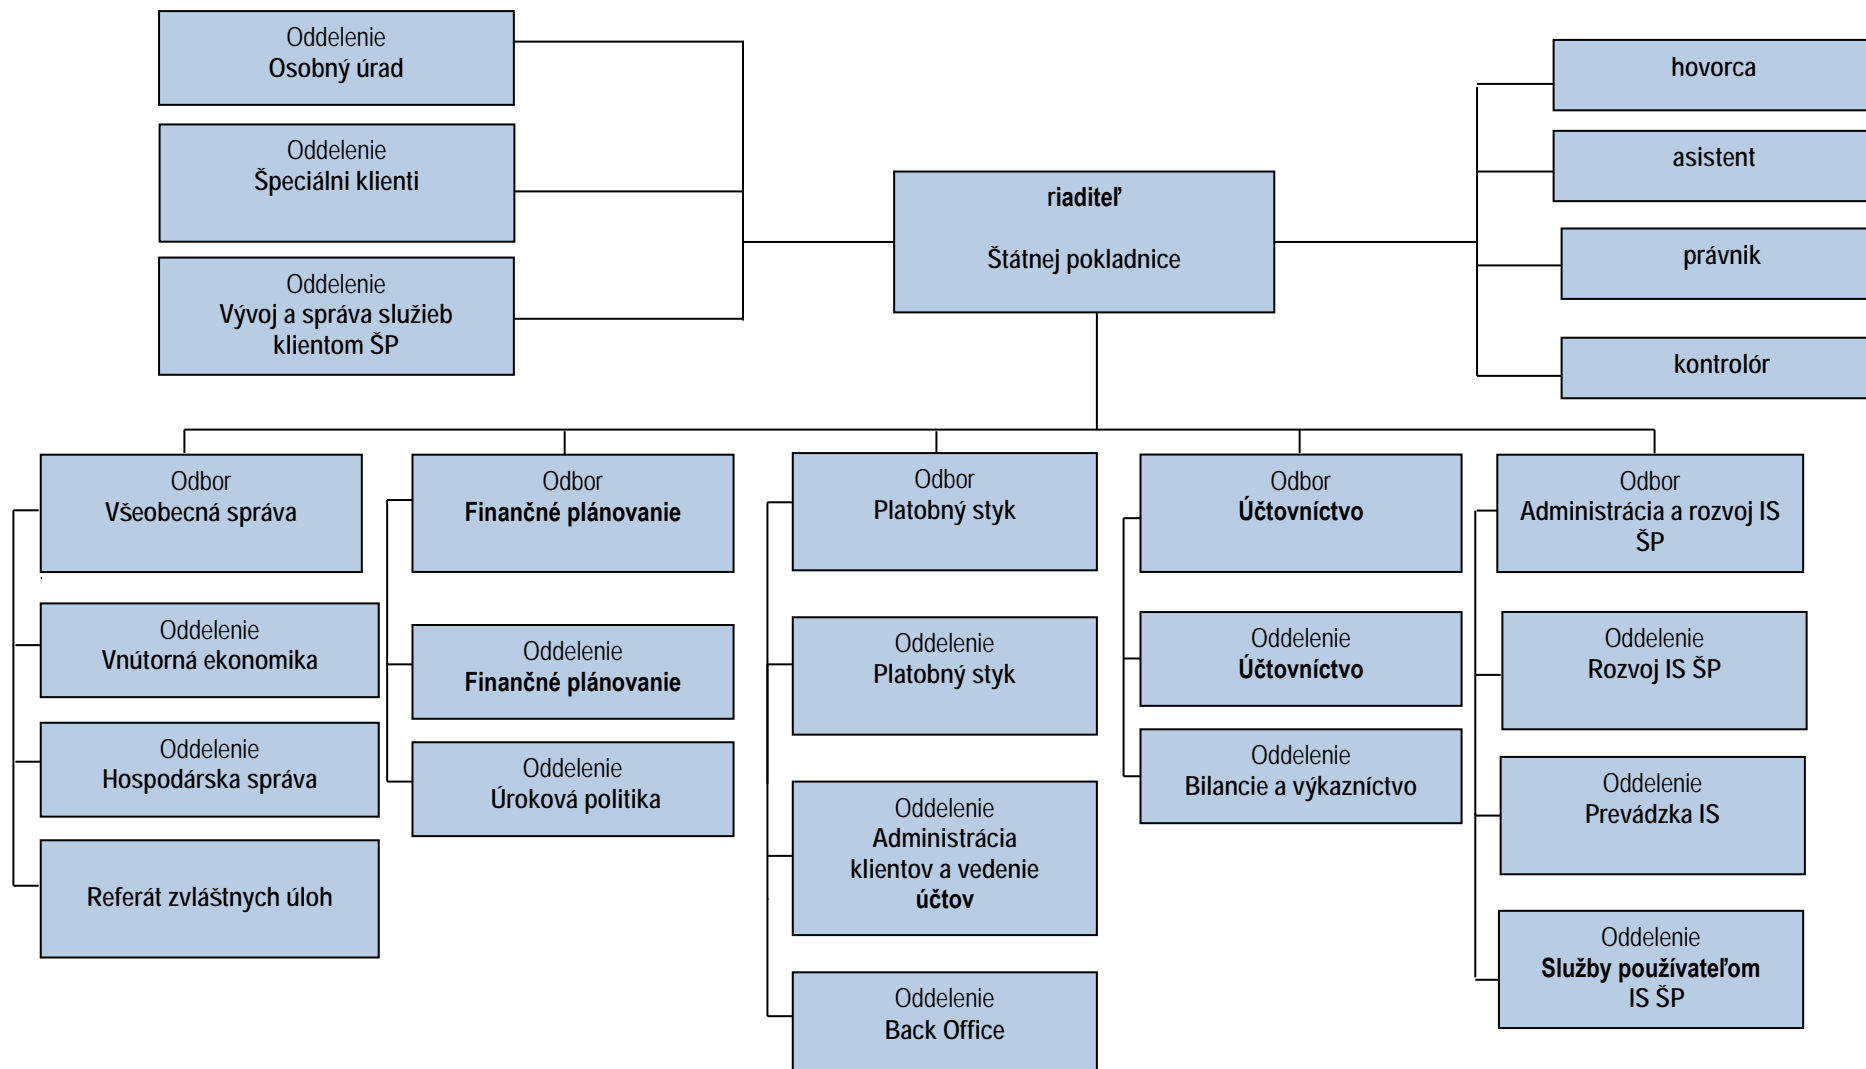 Oddelenie
Osobný úrad
Oddelenie
Špeciálni klienti
Oddelenie
Vývoj a správa služieb
klientom ŠP
riaditeľ
Štátnej pokladnice
hovorca
asistent
právnik
kontrolór
Odbor
Všeobecná správa
Oddelenie
Vnútorná ekonomika
Oddelenie
Hospodárska správa
Referát zvláštnych úloh
Odbor
Finančné plánovanie
Oddelenie
Finančné plánovanie
Oddelenie
Úroková politika
Odbor
Platobný styk
Oddelenie
Platobný styk
Oddelenie
Administrácia
klientov a vedenie
účtov
Oddelenie
Back Office
Odbor
Účtovníctvo
Oddelenie
Účtovníctvo
Oddelenie
Bilancie a výkazníctvo
Odbor
Administrácia a rozvoj IS
ŠP
Oddelenie
Rozvoj IS ŠP
Oddelenie
Prevádzka IS
Oddelenie
Služby používateľom
IS ŠP